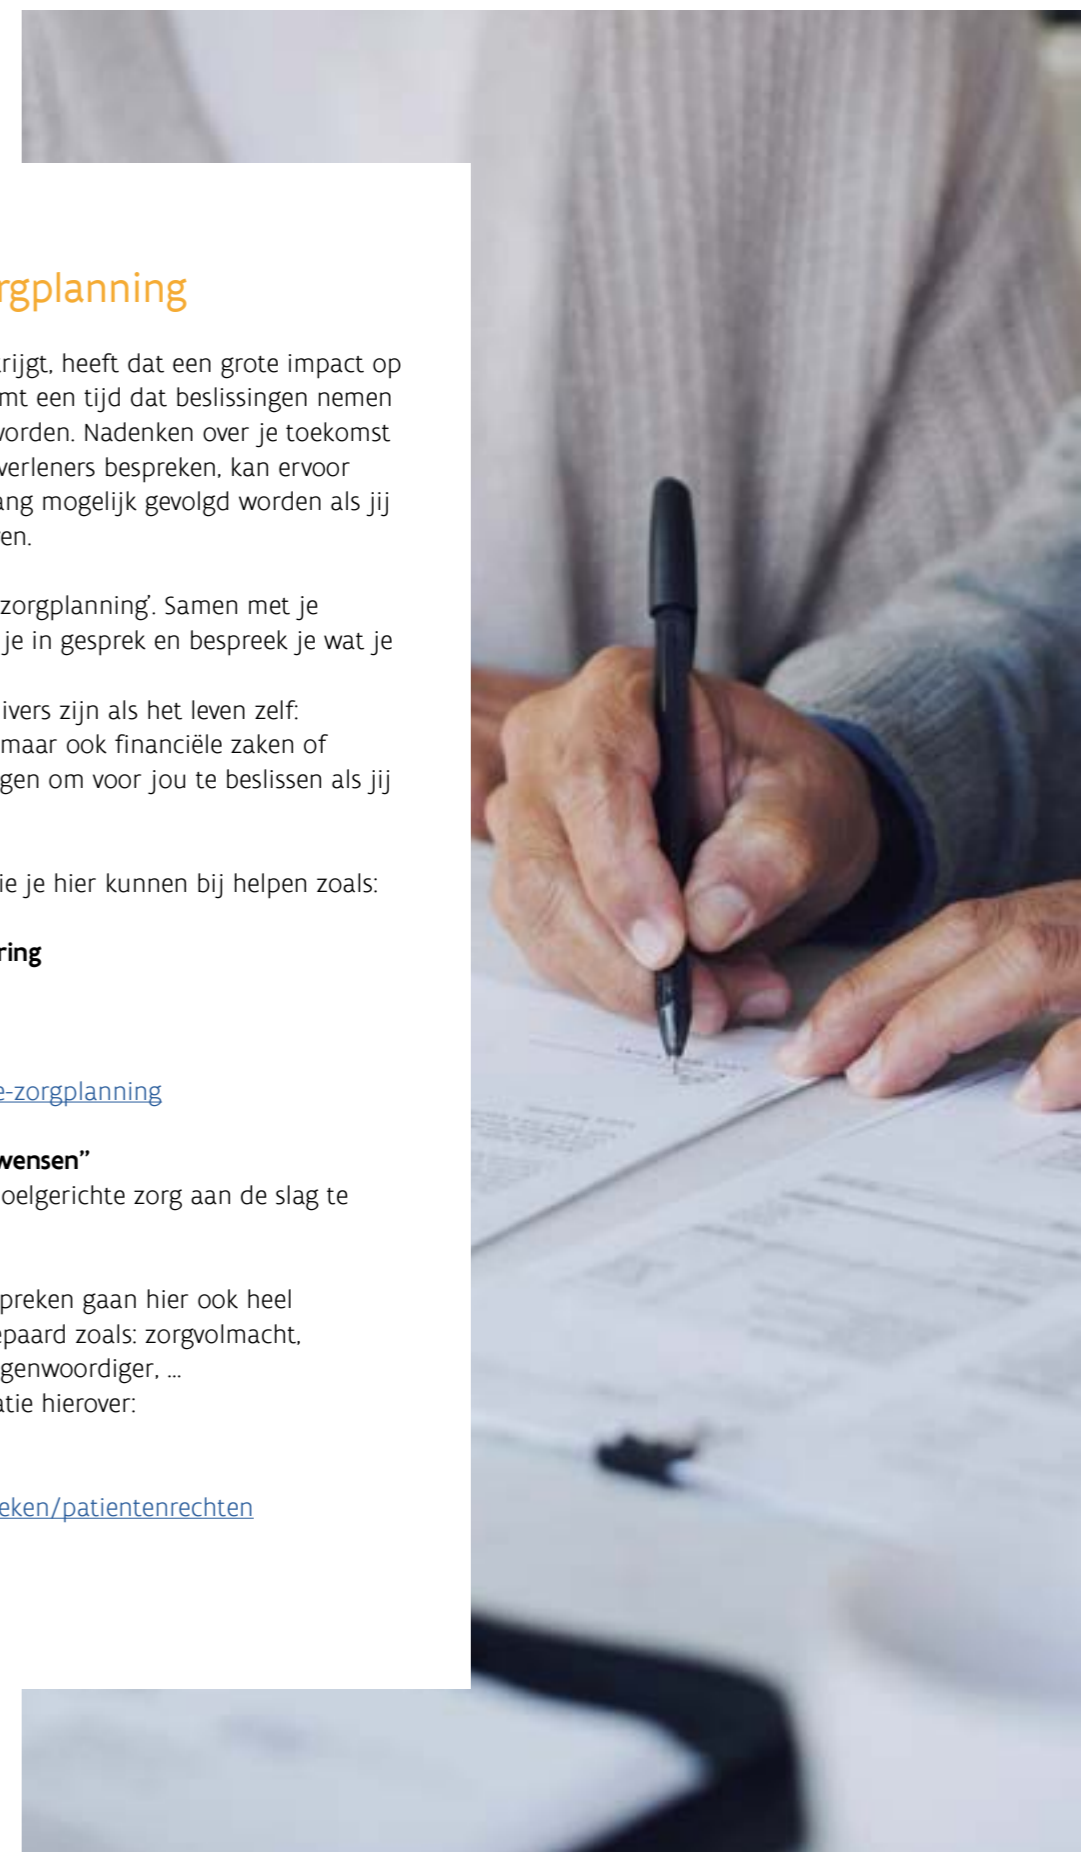 rgplanning
rijgt, heeft dat een grote impact op
mt een tijd dat beslissingen nemen
vorden. Nadenken over je toekomst
verleners bespreken, kan ervoor
ang mogelijk gevolgd worden als jij
en.
zorgplanning’. Samen met je
je in gesprek en bespreek je wat je
ivers zijn als het leven zelf:
maar ook financiële zaken of
gen om voor jou te beslissen als jij
ie je hier kunnen bij helpen zoals:
ring
e-zorgplanning
wensen”
oelgerichte zorg aan de slag te
preken gaan hier ook heel
epaard zoals: zorgvolmacht,
genwoordiger, ...
atie hierover:
eken/patientenrechten